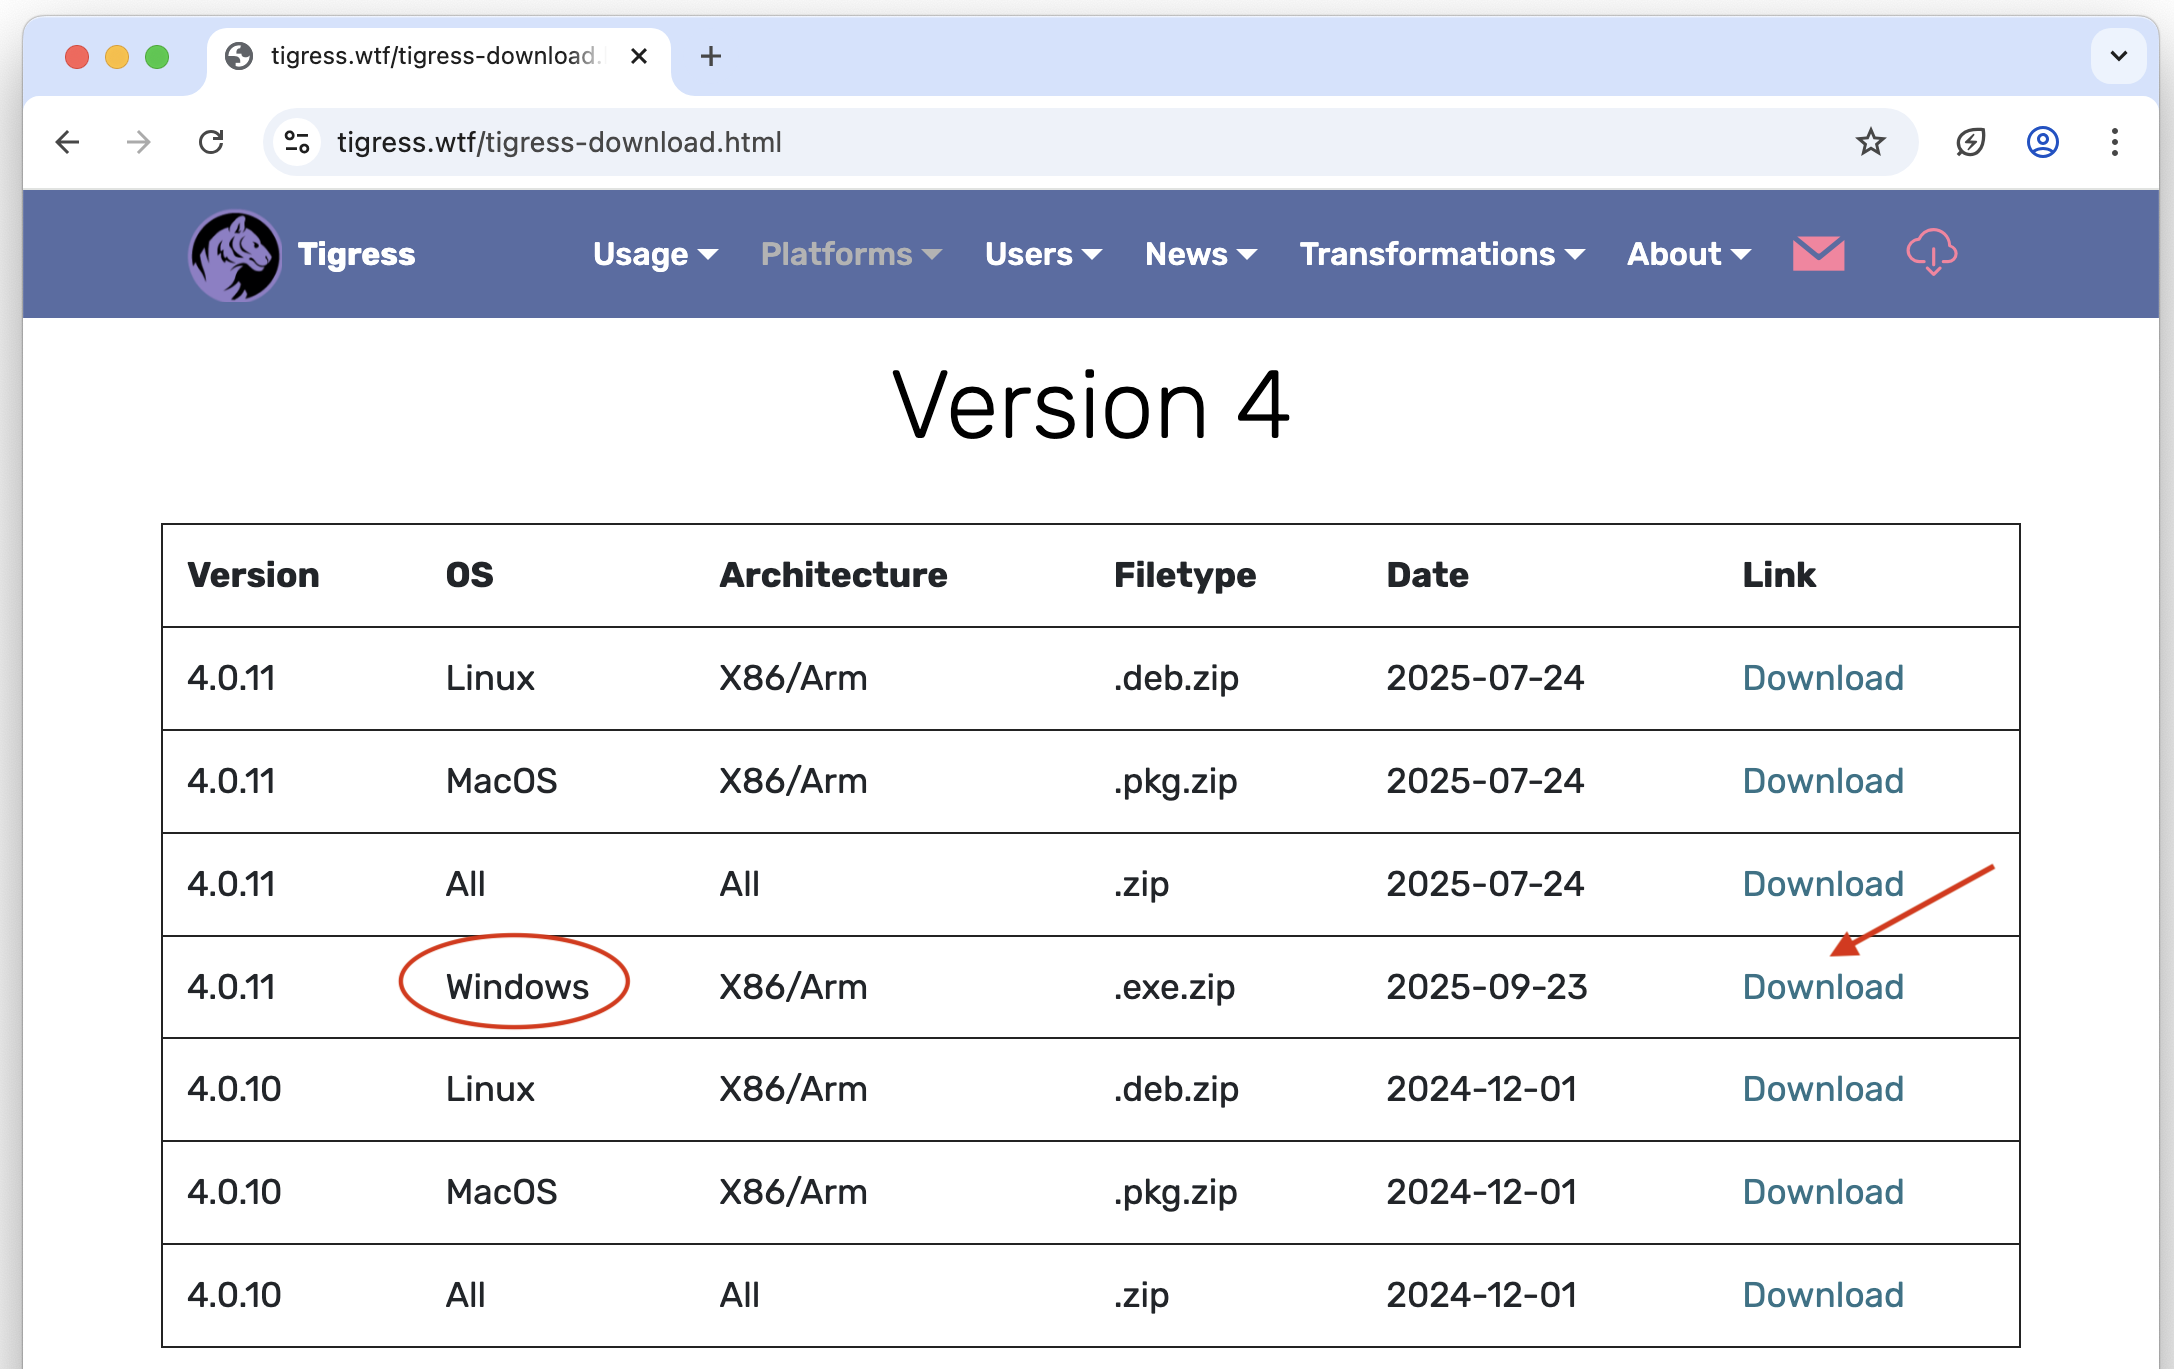 tigress.wtf/tigress-download.
tigress.wtf/tigress-download.html
Tigress Usage Platforms Users News Transformations About
Version 4
Version OS Architecture Filetype Date Link
4.0.11 Linux X86/Arm .deb.zip 2025-07-24 Download
4.0.11 MacOS X86/Arm .pkg.zip 2025-07-24 Download
4.0.11 All All .zip 2025-07-24 Download
4.0.11 Windows X86/Arm .exe.zip 2025-09-23 Download
4.0.10 Linux X86/Arm .deb.zip 2024-12-01 Download
4.0.10 MacOS X86/Arm .pkg.zip 2024-12-01 Download
4.0.10 All All .zip 2024-12-01 Download